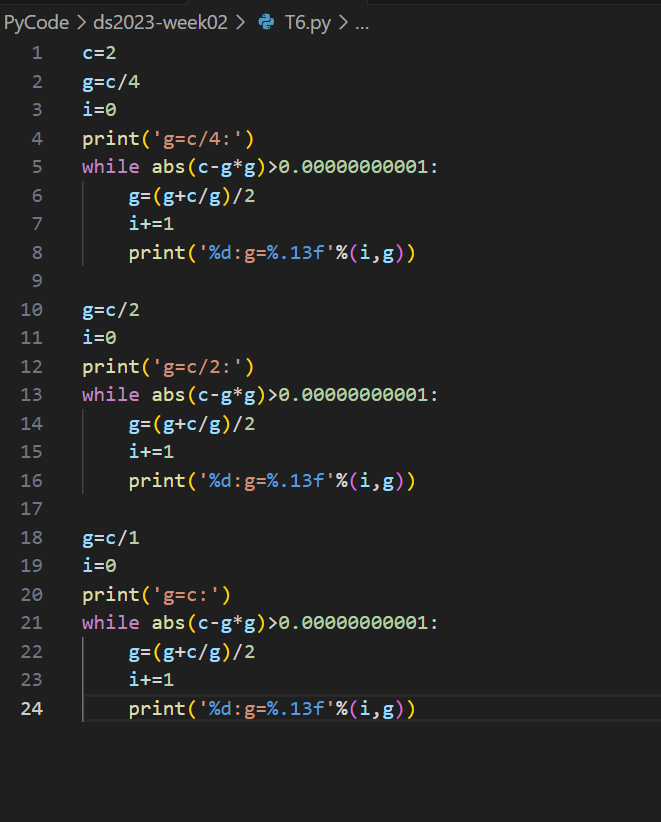 PyCode > ds2023-week02 > T6.py > ...
1 c=2
2 g=c/4
3 i=0
4 print('g=c/4:')
5 while abs(c-g*g)>0.00000000001:
6     g=(g+c/g)/2
7     i+=1
8     print('%d:g=%.13f'%(i,g))
9
10 g=c/2
11 i=0
12 print('g=c/2:')
13 while abs(c-g*g)>0.00000000001:
14     g=(g+c/g)/2
15     i+=1
16     print('%d:g=%.13f'%(i,g))
17
18 g=c/1
19 i=0
20 print('g=c:')
21 while abs(c-g*g)>0.00000000001:
22     g=(g+c/g)/2
23     i+=1
24     print('%d:g=%.13f'%(i,g))